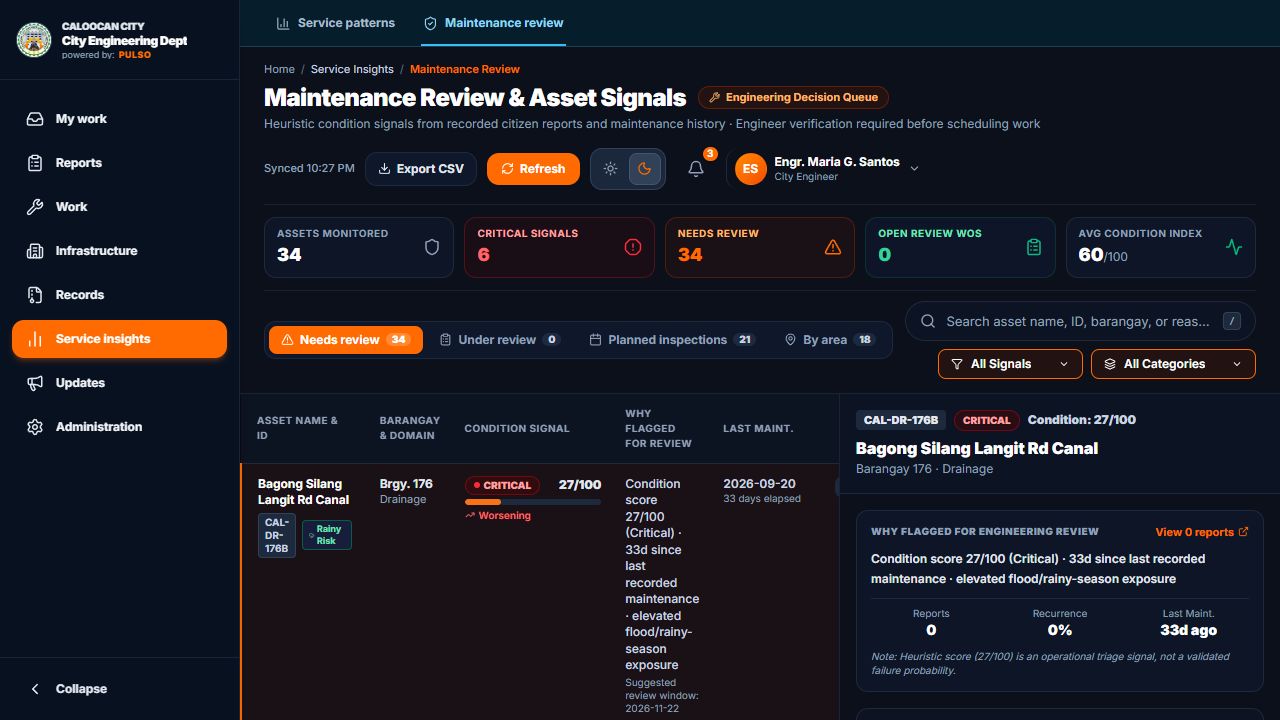 CALOOCAN CITY
City Engineering Dept
powered by: PULSO
My work
Reports
Work
Infrastructure
Records
Service insights
Updates
Administration
Collapse
Service patterns
Maintenance review
Home / Service Insights / Maintenance Review
Maintenance Review & Asset Signals
Engineering Decision Queue
Heuristic condition signals from recorded citizen reports and maintenance history · Engineer verification required before scheduling work
Synced 10:27 PM
Export CSV
Refresh
3
ES
Engr. Maria G. Santos
City Engineer
ASSETS MONITORED
34
CRITICAL SIGNALS
6
NEEDS REVIEW
34
OPEN REVIEW WOS
0
AVG CONDITION INDEX
60/100
Needs review 34
Under review 0
Planned inspections 21
By area 18
Search asset name, ID, barangay, or reas... /
All Signals
All Categories
ASSET NAME &
ID
BARANGAY
& DOMAIN
CONDITION SIGNAL
WHY
FLAGGED
FOR REVIEW
LAST MAINT.
Bagong Silang
Langit Rd Canal
CAL-
DR-
176B
Rainy
Risk
Brgy. 176
Drainage
CRITICAL 27/100
Worsening
Condition
score
27/100
(Critical) ·
33d since
last
recorded
maintenance
· elevated
flood/rainy-
season
exposure
Suggested
review window:
2026-11-22
2026-09-20
33 days elapsed
CAL-DR-176B CRITICAL Condition: 27/100
Bagong Silang Langit Rd Canal
Barangay 176 · Drainage
WHY FLAGGED FOR ENGINEERING REVIEW
View 0 reports
Condition score 27/100 (Critical) · 33d since last recorded
maintenance · elevated flood/rainy-season exposure
Reports
0
Recurrence
0%
Last Maint.
33d ago
Note: Heuristic score (27/100) is an operational triage signal, not a validated
failure probability.